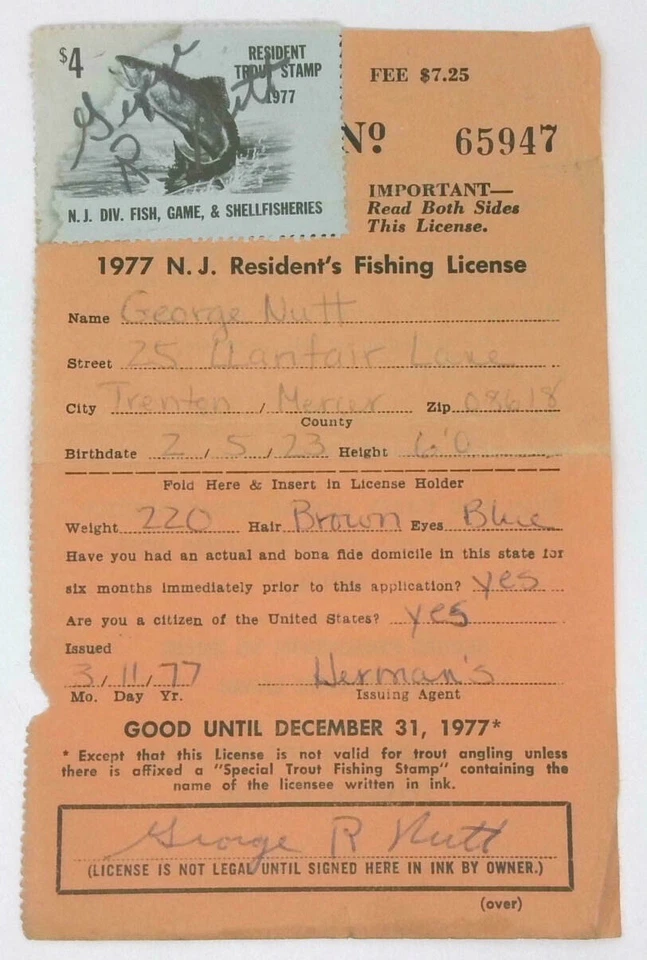 $4
RESIDENT
TROUT STAMP
1977
George
R Nutt
N.J. DIV. FISH, GAME, & SHELLFISHERIES
FEE $7.25
Nº 65947
IMPORTANT—
Read Both Sides
This License.
1977 N. J. Resident's Fishing License
Name George Nutt
Street 25 Llanfair Lane
City Trenton / Mercer Zip 08618
County
Birthdate 2 / 5 / 23 Height 6'0
Fold Here & Insert in License Holder
Weight 220 Hair Brown Eyes Blue
Have you had an actual and bona fide domicile in this state for
six months immediately prior to this application? yes
Are you a citizen of the United States? yes
Issued
3 / 11 / 77 Herman's
Mo. Day Yr. Issuing Agent
GOOD UNTIL DECEMBER 31, 1977*
* Except that this License is not valid for trout angling unless
there is affixed a "Special Trout Fishing Stamp" containing the
name of the licensee written in ink.
George R Nutt
(LICENSE IS NOT LEGAL UNTIL SIGNED HERE IN INK BY OWNER.)
(over)